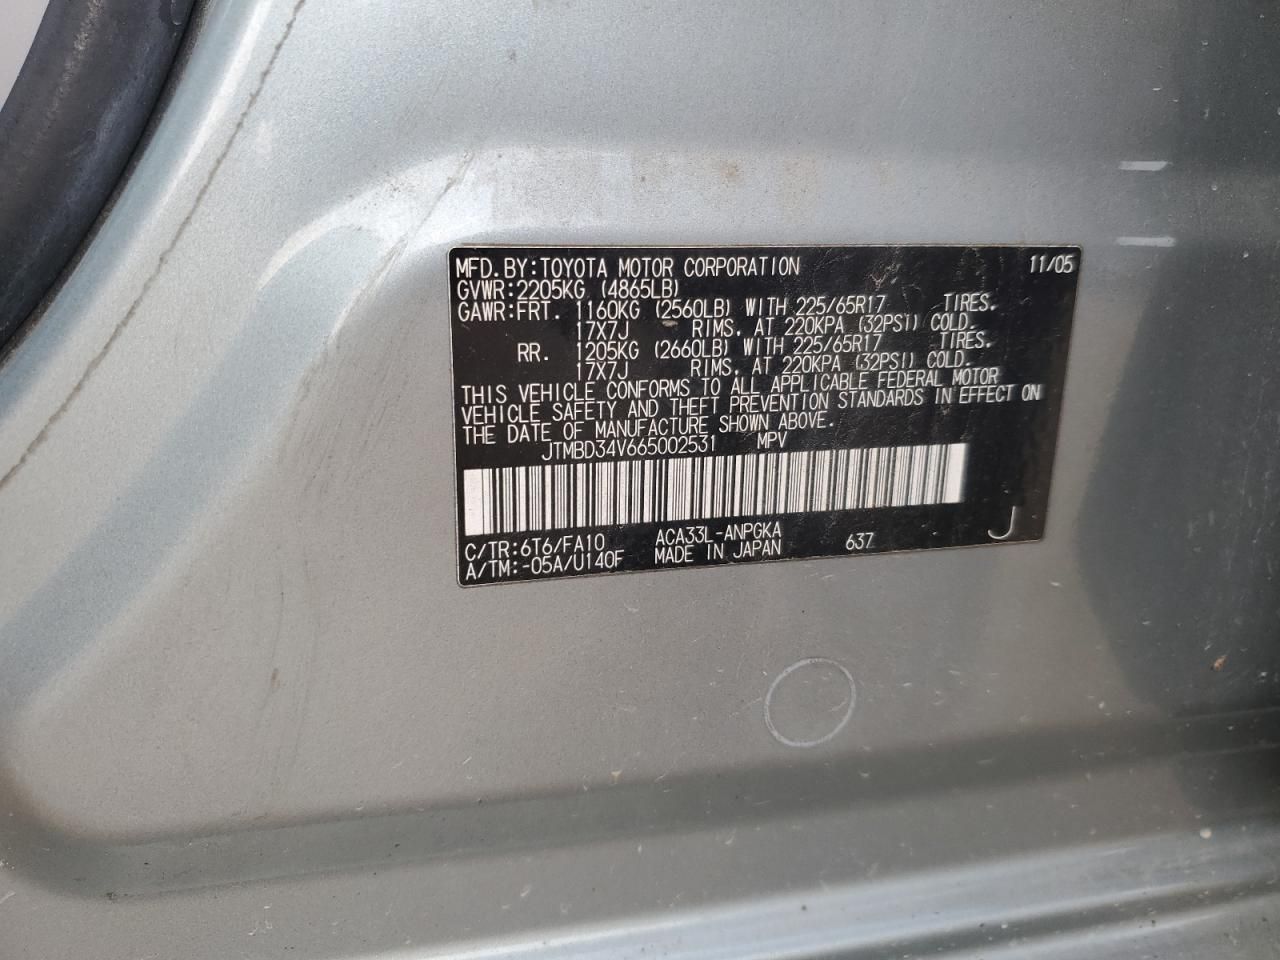 MFD.BY:TOYOTA MOTOR CORPORATION 11/05
GVWR:2205KG (4865LB)
GAWR:FRT. 1160KG (2560LB) WITH 225/65R17 TIRES,
17X7J RIMS, AT 220KPA (32PSI) COLD.
RR. 1205KG (2660LB) WITH 225/65R17 TIRES,
17X7J RIMS, AT 220KPA (32PSI) COLD.
THIS VEHICLE CONFORMS TO ALL APPLICABLE FEDERAL MOTOR
VEHICLE SAFETY AND THEFT PREVENTION STANDARDS IN EFFECT ON
THE DATE OF MANUFACTURE SHOWN ABOVE.
JTMBD34V665002531 MPV
C/TR:6T6/FA10 ACA33L-ANPGKA
A/TM:-05A/U140F MADE IN JAPAN 637 J